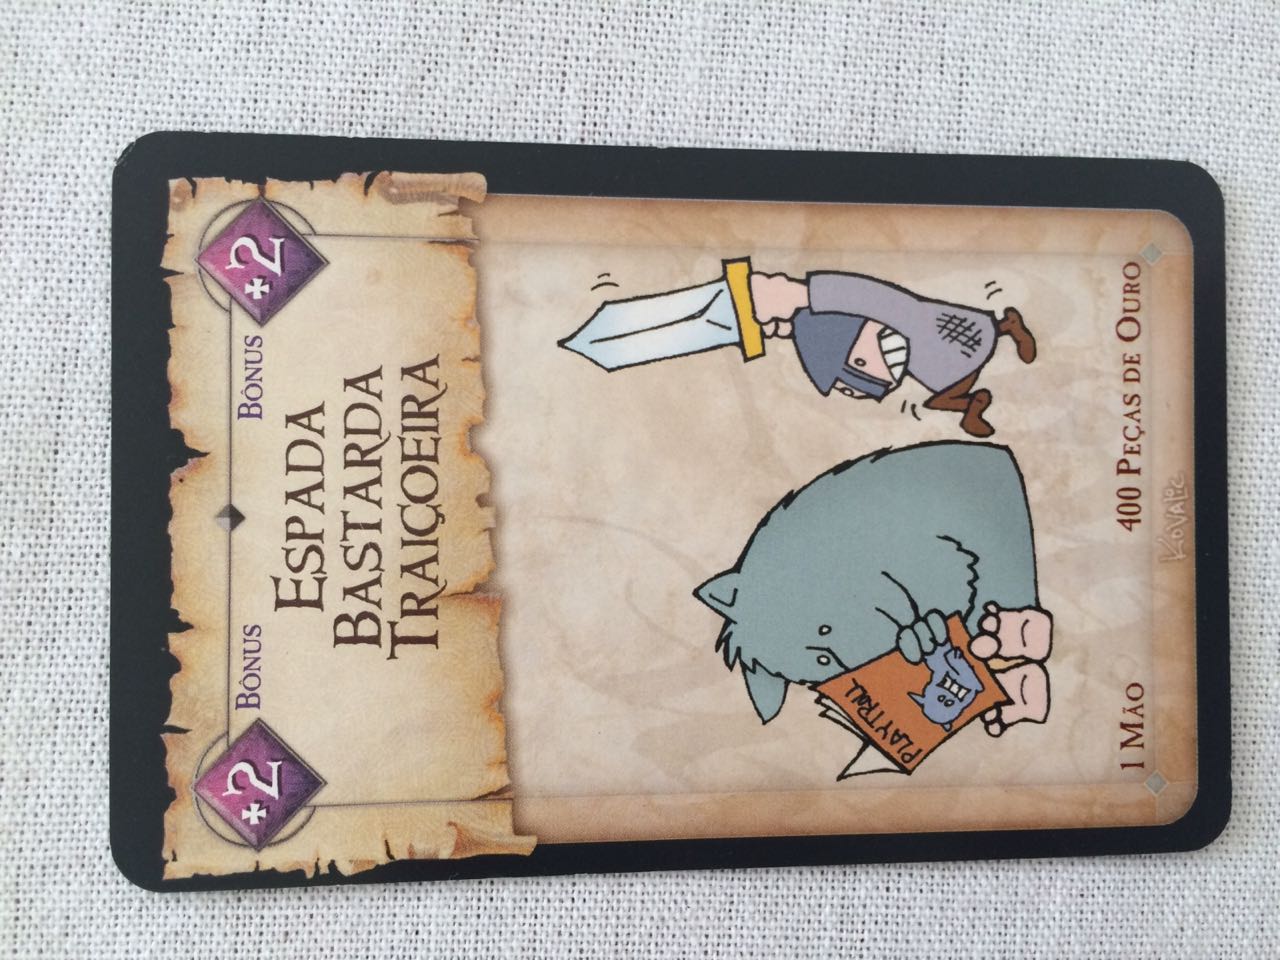 +2 BÔNUS BÔNUS +2
ESPADA
BASTARDA
TRAIÇOEIRA
PLAYTROLL
1 MÃO 400 PEÇAS DE OURO
KOVALIC